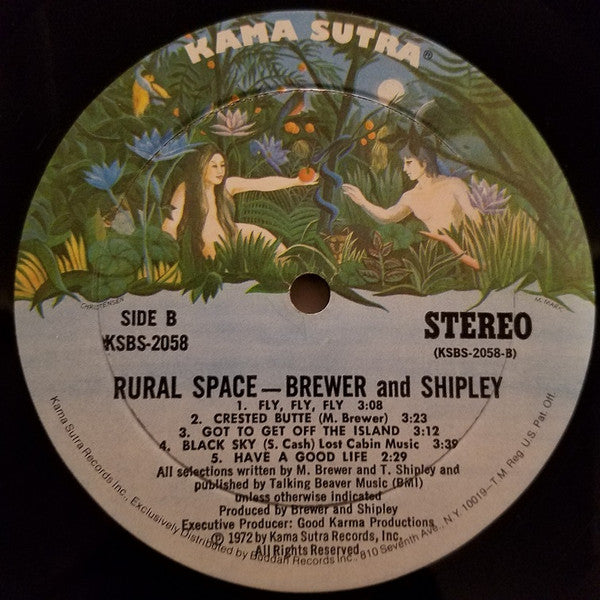 KAMA SUTRA®
CHRISTENSEN
M. MARK
SIDE B
KSBS-2058
STEREO
(KSBS-2058-B)
RURAL SPACE—BREWER and SHIPLEY
1. FLY, FLY, FLY 3:08
2. CRESTED BUTTE (M. Brewer) 3:23
3. GOT TO GET OFF THE ISLAND 3:12
4. BLACK SKY (S. Cash) Lost Cabin Music 3:39
5. HAVE A GOOD LIFE 2:29
All selections written by M. Brewer and T. Shipley and
published by Talking Beaver Music (BMI)
unless otherwise indicated
Produced by Brewer and Shipley
Executive Producer: Good Karma Productions
Ⓟ 1972 by Kama Sutra Records, Inc.
All Rights Reserved
Kama Sutra Records Inc., Exclusively Distributed by Buddah Records Inc., 810 Seventh Ave., N.Y. 10019—T.M. Reg. U.S. Pat. Off.